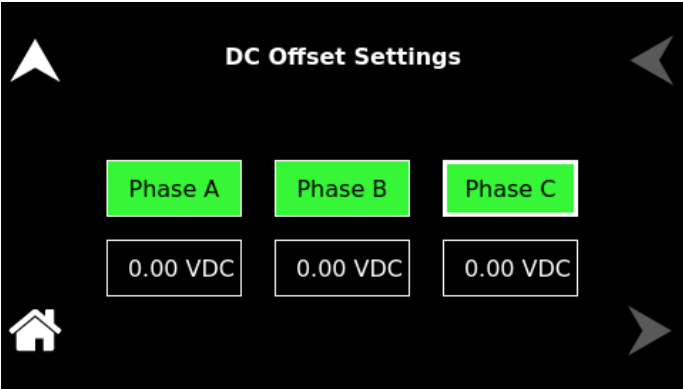 DC Offset Settings
Phase A Phase B Phase C
0.00 VDC 0.00 VDC 0.00 VDC